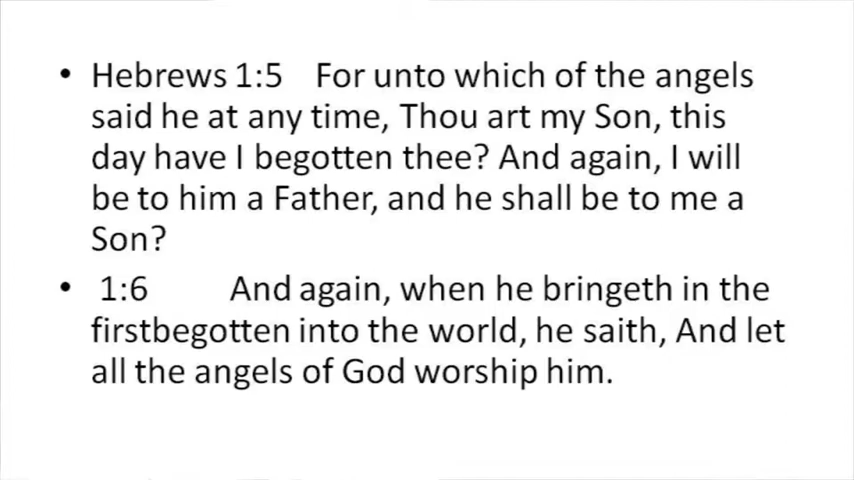 • Hebrews 1:5 For unto which of the angels
said he at any time, Thou art my Son, this
day have I begotten thee? And again, I will
be to him a Father, and he shall be to me a
Son?
• 1:6 And again, when he bringeth in the
firstbegotten into the world, he saith, And let
all the angels of God worship him.